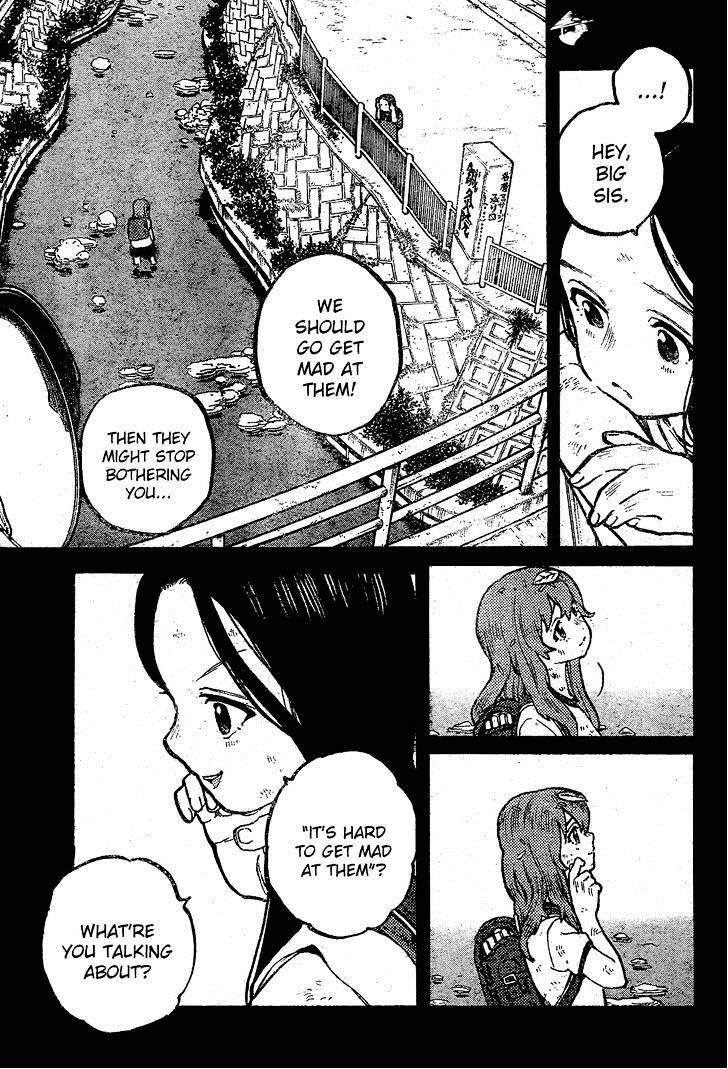 ...!
HEY,
BIG
SIS.
WE
SHOULD
GO GET
MAD AT
THEM!
THEN THEY
MIGHT STOP
BOTHERING
YOU...
"IT'S HARD
TO GET MAD
AT THEM"?
WHAT'RE
YOU TALKING
ABOUT?